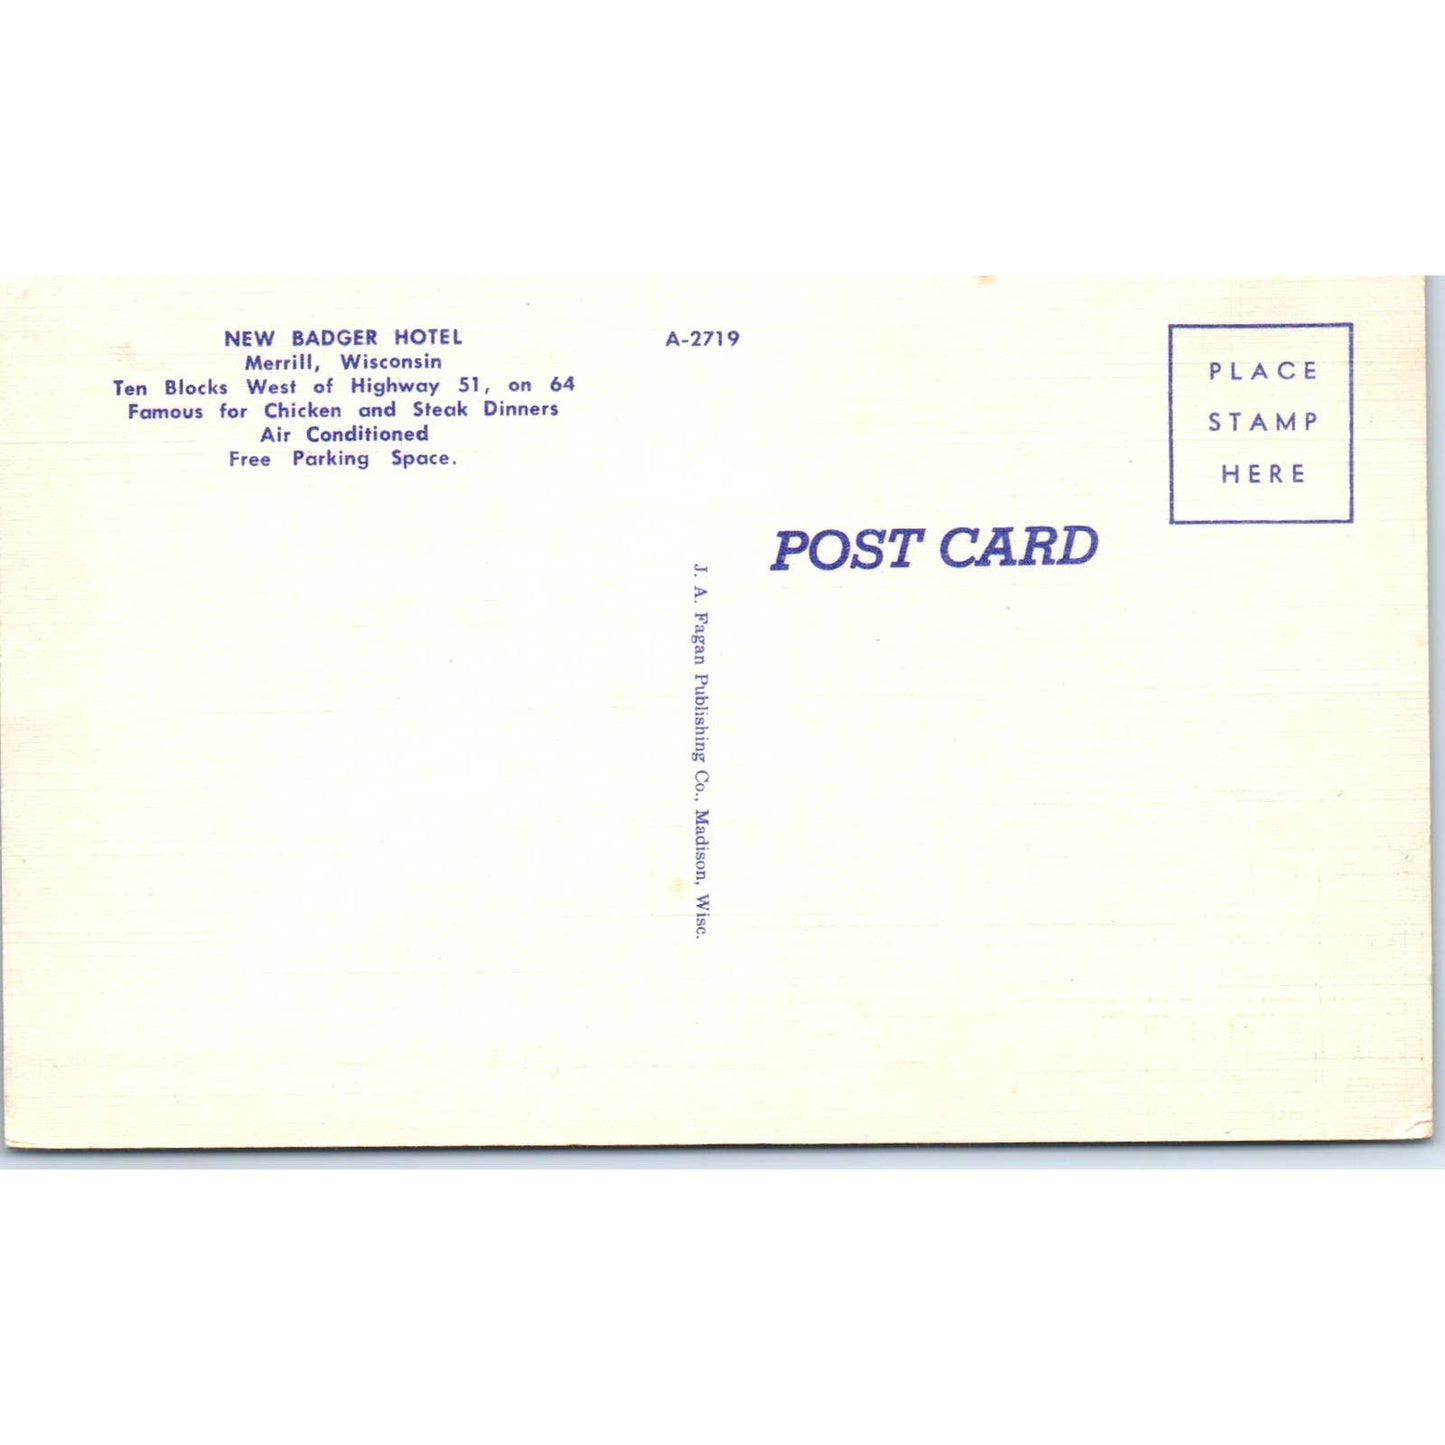 NEW BADGER HOTEL
Merrill, Wisconsin
Ten Blocks West of Highway 51, on 64
Famous for Chicken and Steak Dinners
Air Conditioned
Free Parking Space.
A-2719
PLACE
STAMP
HERE
POST CARD
J. A. Fagan Publishing Co., Madison, Wisc.